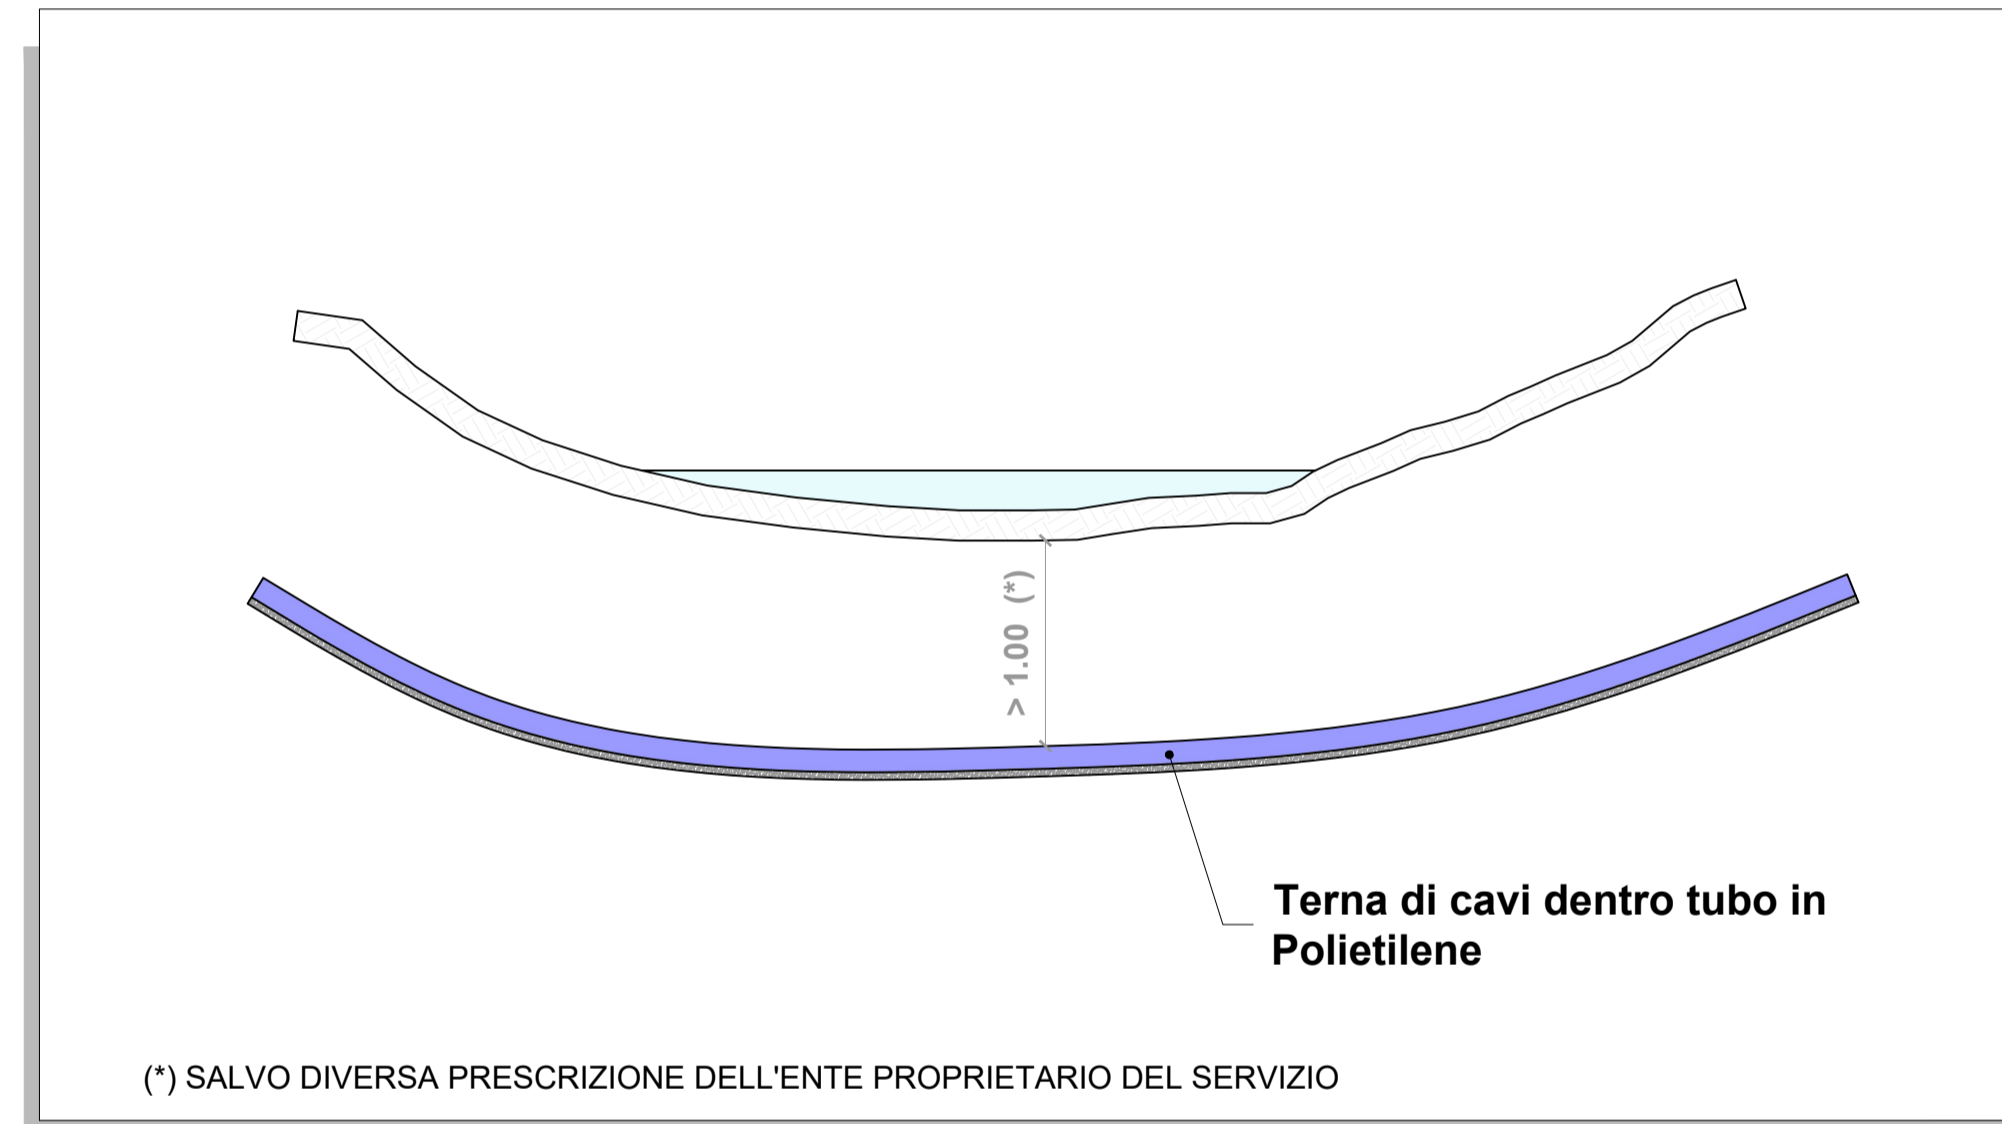 > 1.00 (*)
Terna di cavi dentro tubo in
Polietilene
(*) SALVO DIVERSA PRESCRIZIONE DELL'ENTE PROPRIETARIO DEL SERVIZIO